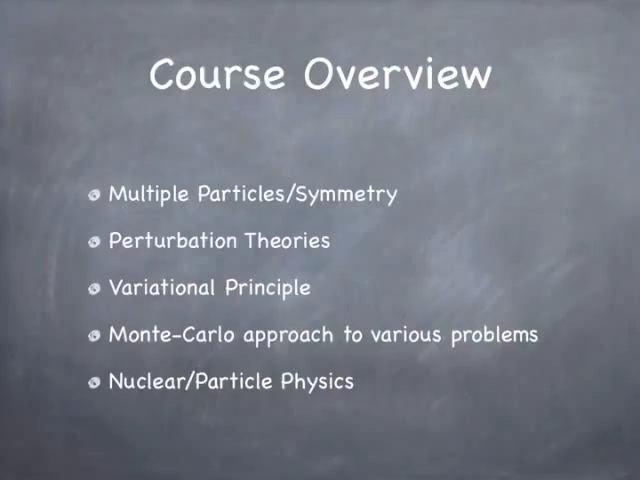 Course Overview
Multiple Particles/Symmetry
Perturbation Theories
Variational Principle
Monte-Carlo approach to various problems
Nuclear/Particle Physics